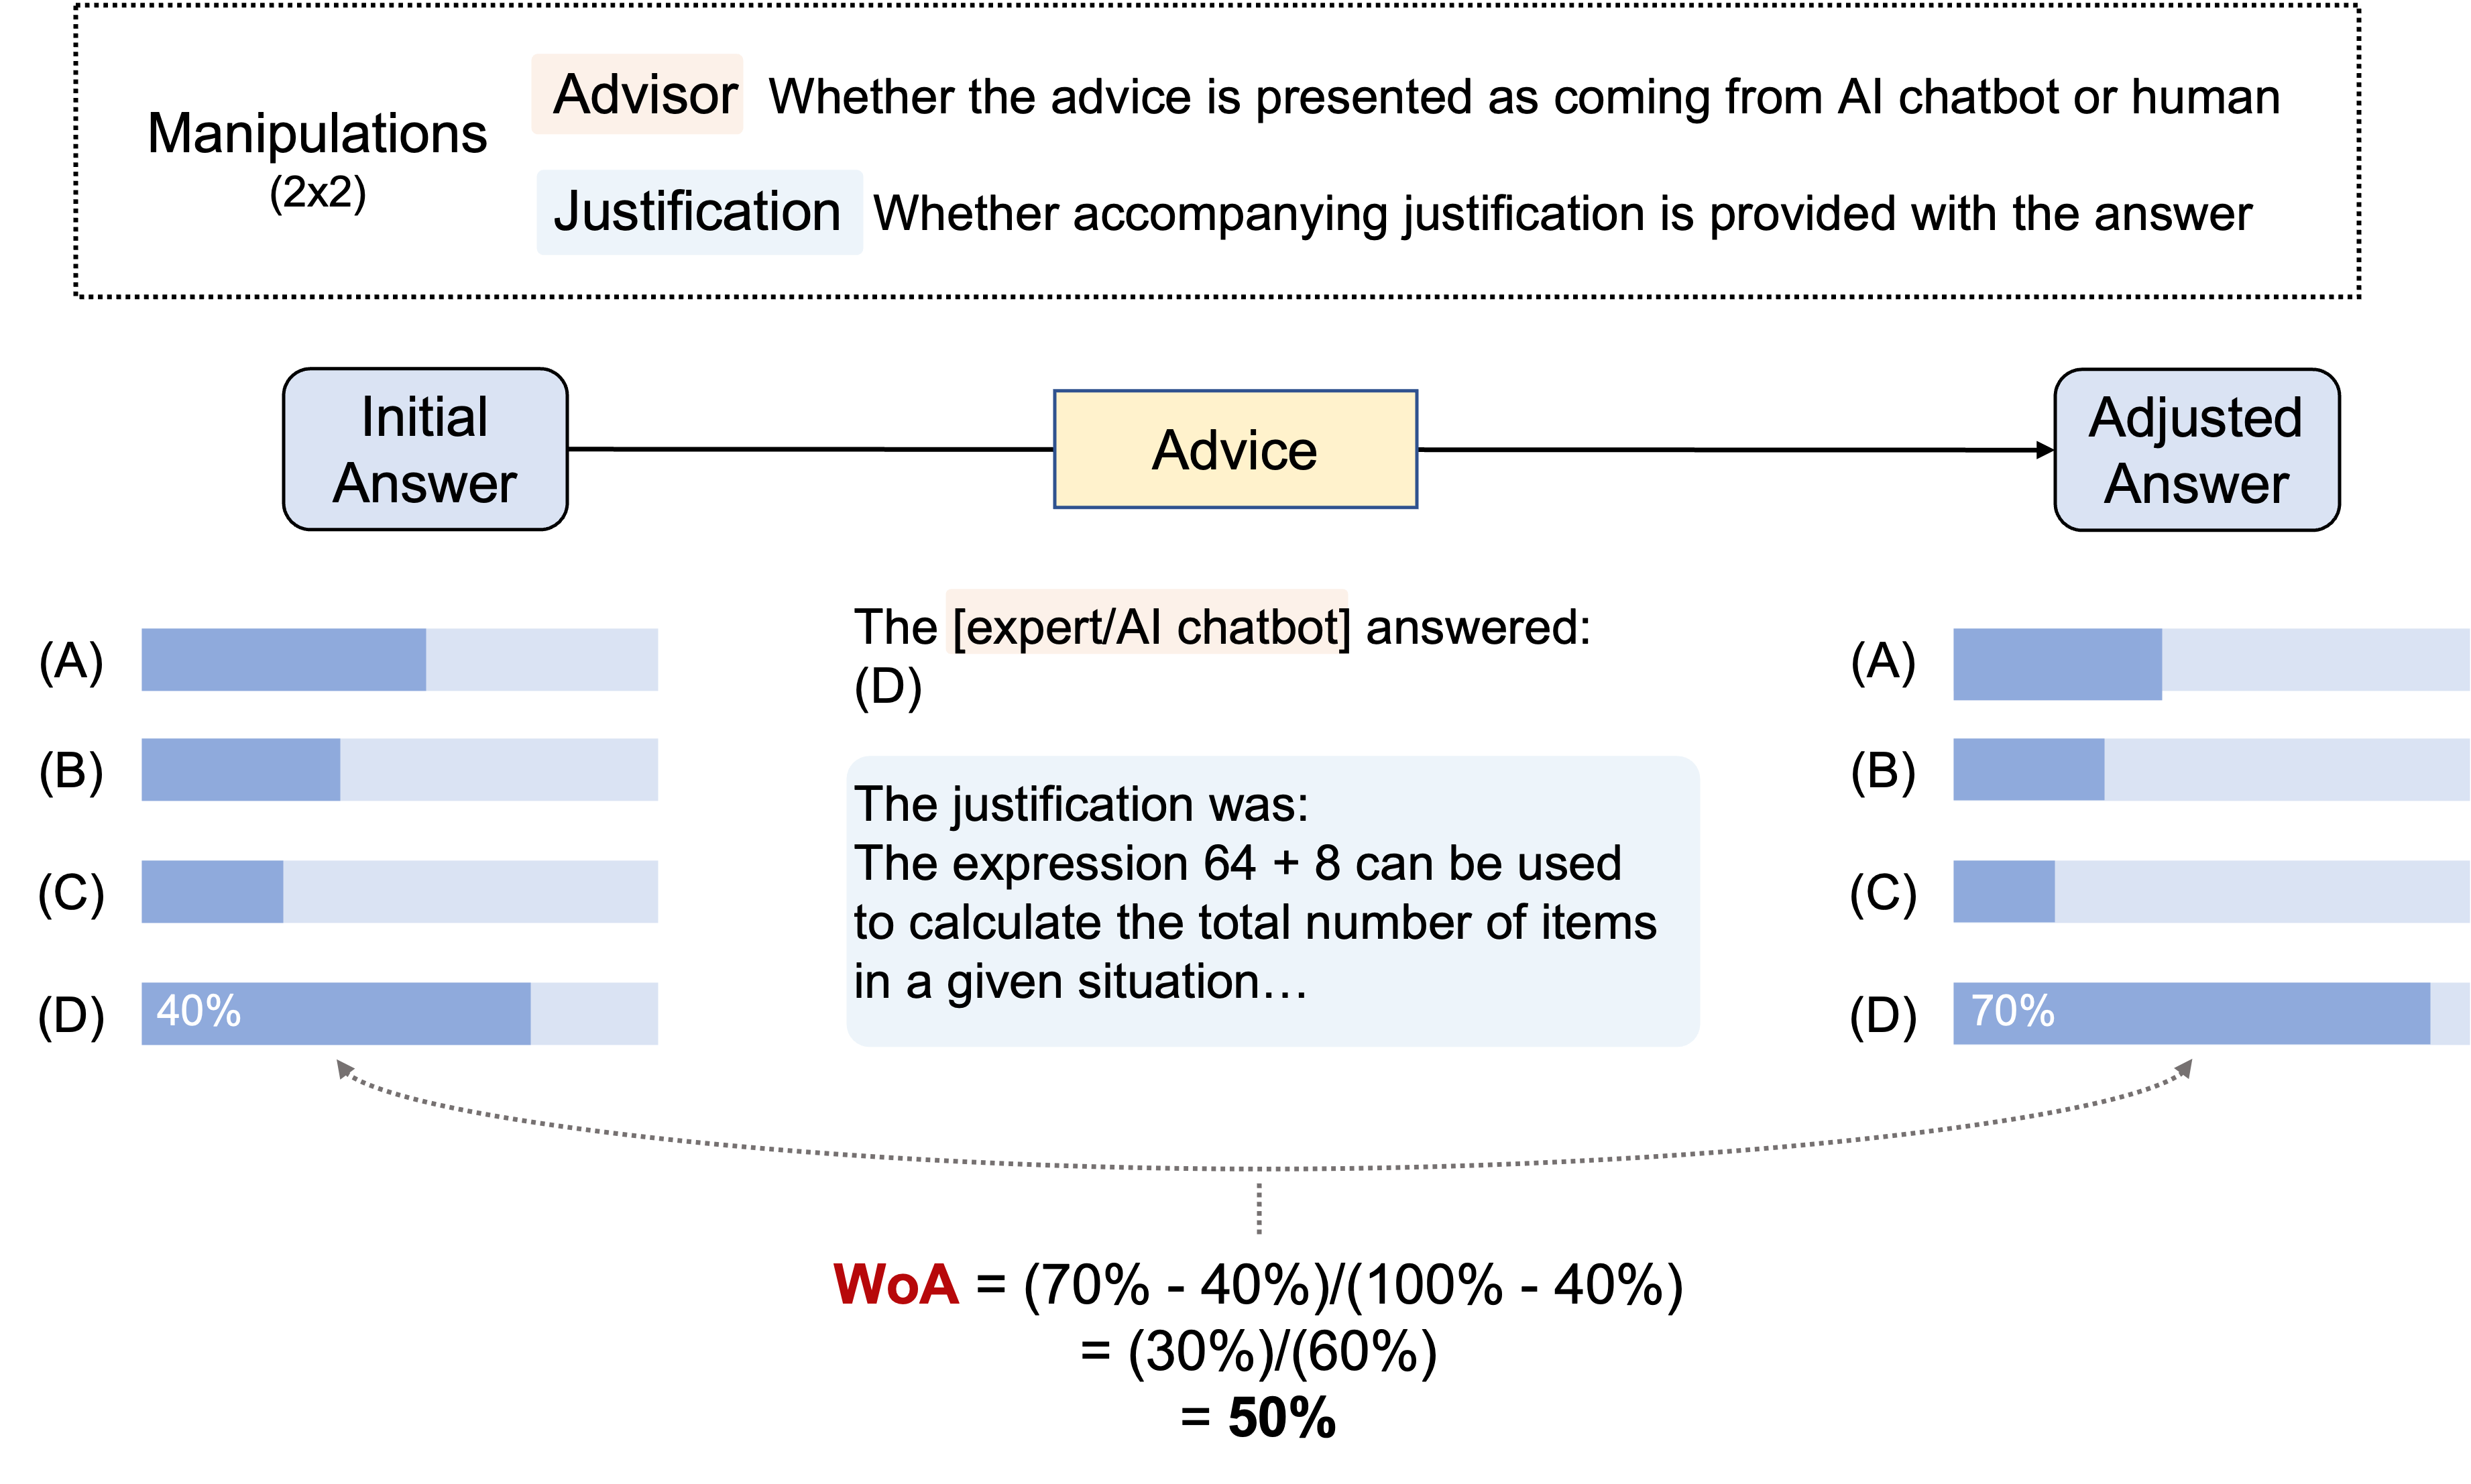 Manipulations
(2x2)
Advisor Whether the advice is presented as coming from AI chatbot or human
Justification Whether accompanying justification is provided with the answer
Initial
Answer
Advice
Adjusted
Answer
(A)
(B)
(C)
(D) 40%
The [expert/AI chatbot] answered:
(D)
The justification was:
The expression 64 + 8 can be used
to calculate the total number of items
in a given situation…
(A)
(B)
(C)
(D) 70%
WoA = (70% - 40%)/(100% - 40%)
= (30%)/(60%)
= 50%